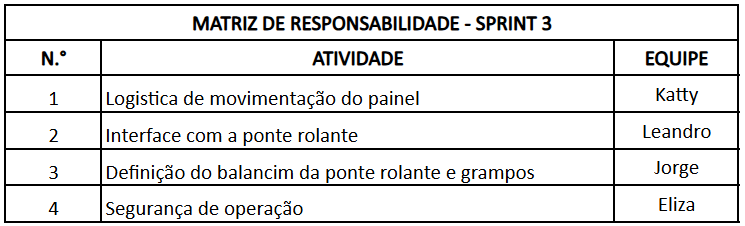 MATRIZ DE RESPONSABILIDADE - SPRINT 3
N.° ATIVIDADE EQUIPE
1 Logistica de movimentação do painel Katty
2 Interface com a ponte rolante Leandro
3 Definição do balancim da ponte rolante e grampos Jorge
4 Segurança de operação Eliza